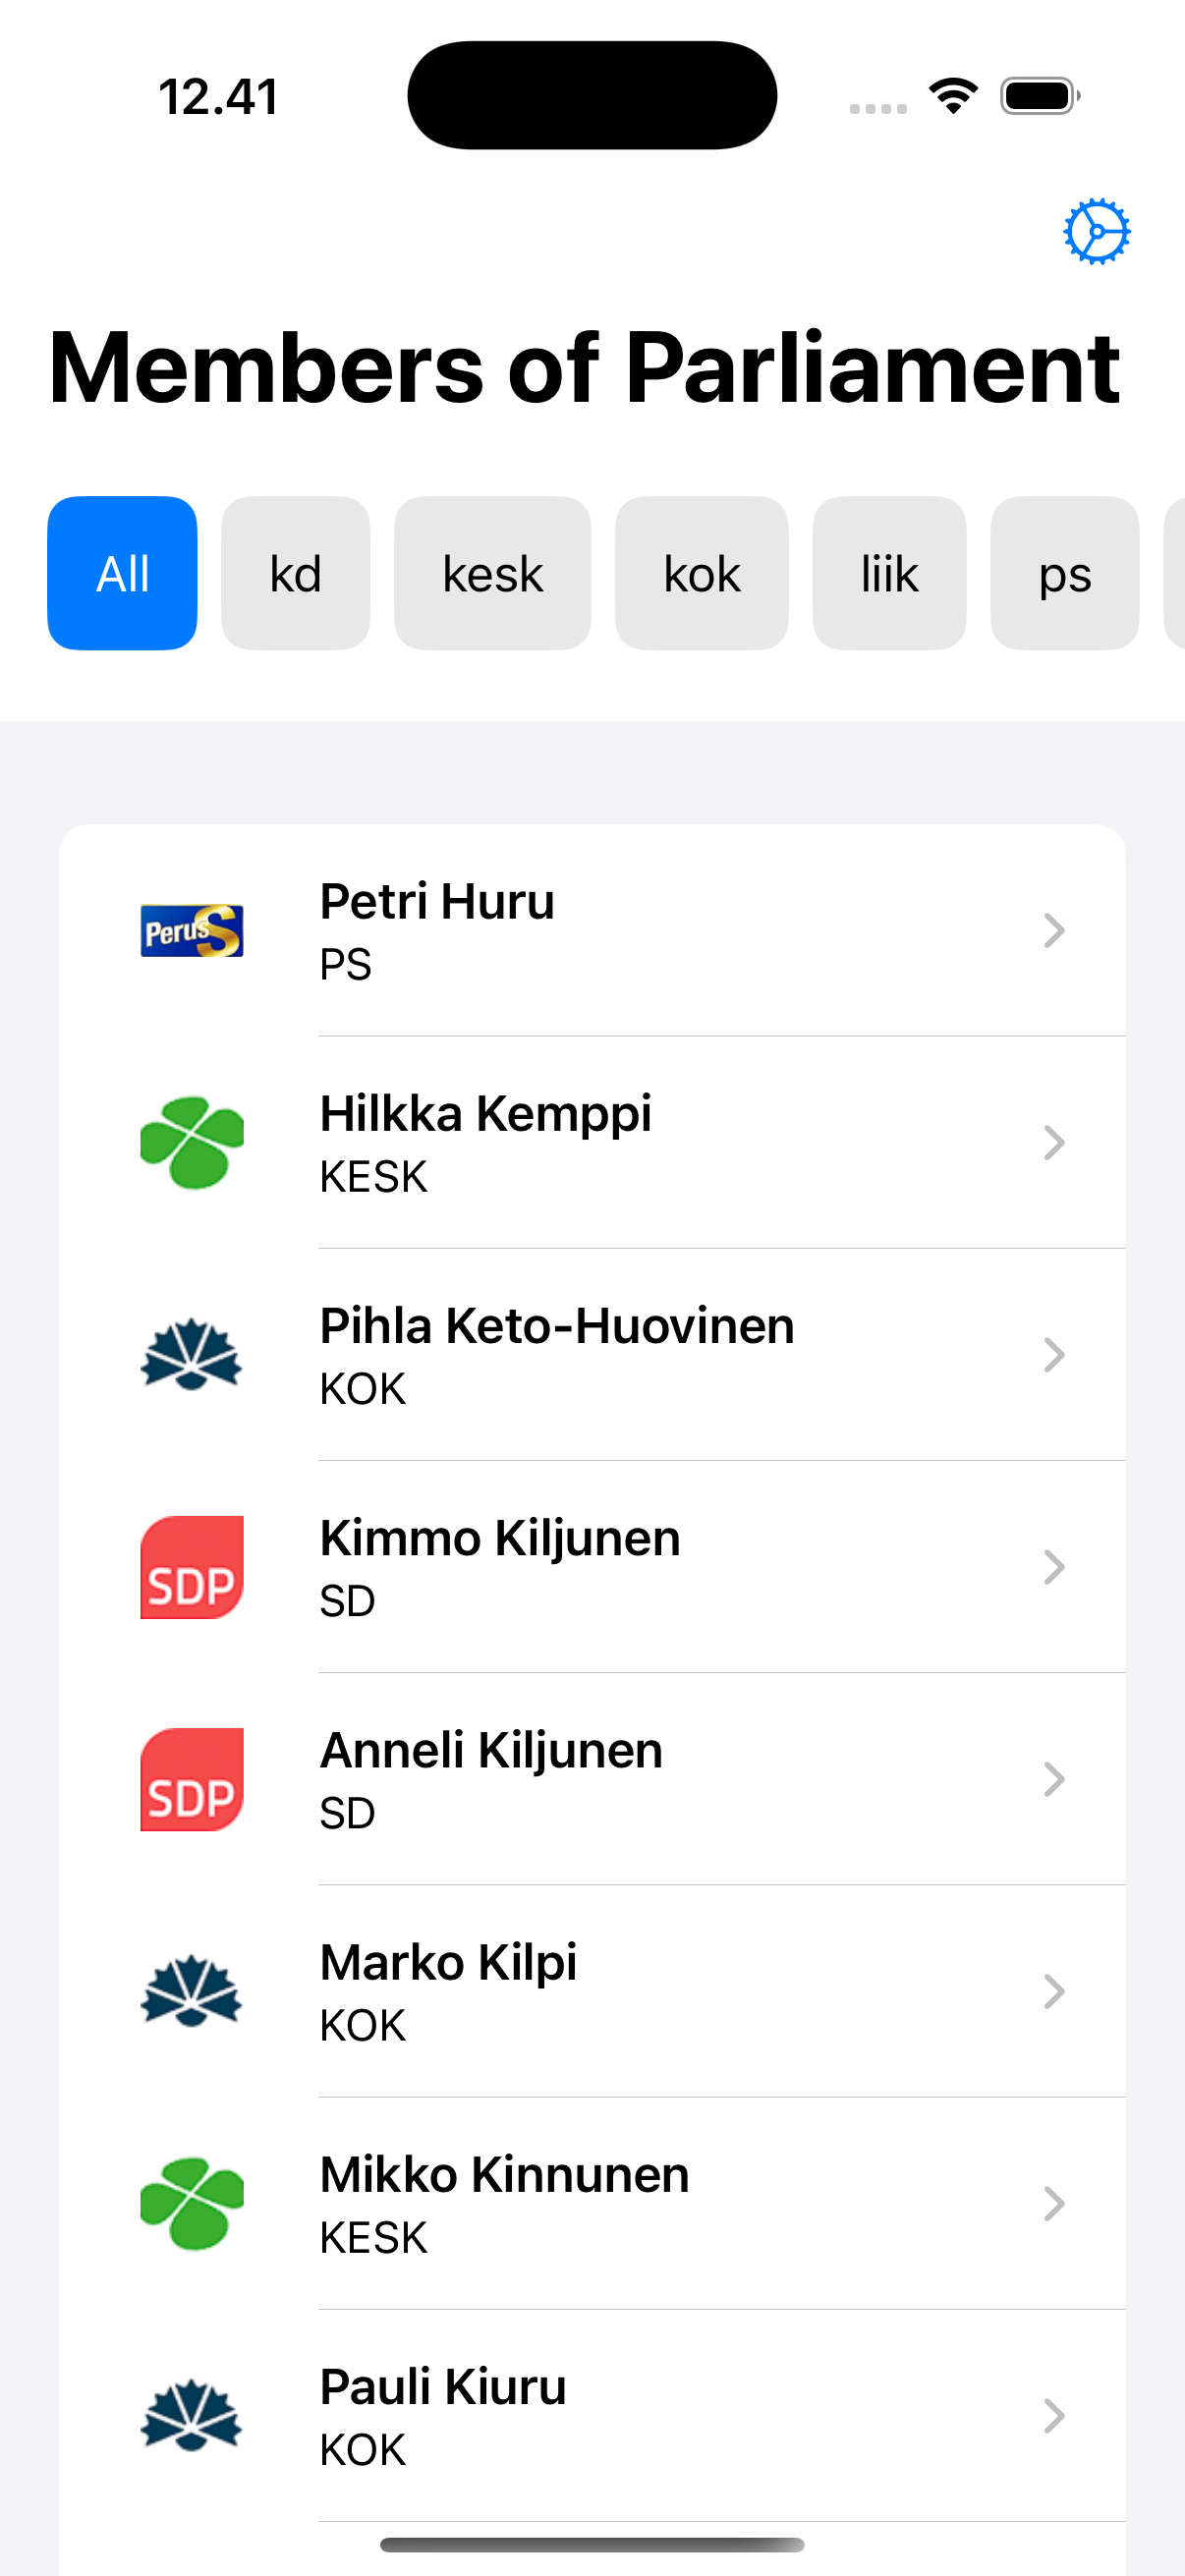 12.41
Members of Parliament
All kd kesk kok liik ps
PerusS
Petri Huru
PS
Hilkka Kemppi
KESK
Pihla Keto-Huovinen
KOK
SDP
Kimmo Kiljunen
SD
SDP
Anneli Kiljunen
SD
Marko Kilpi
KOK
Mikko Kinnunen
KESK
Pauli Kiuru
KOK